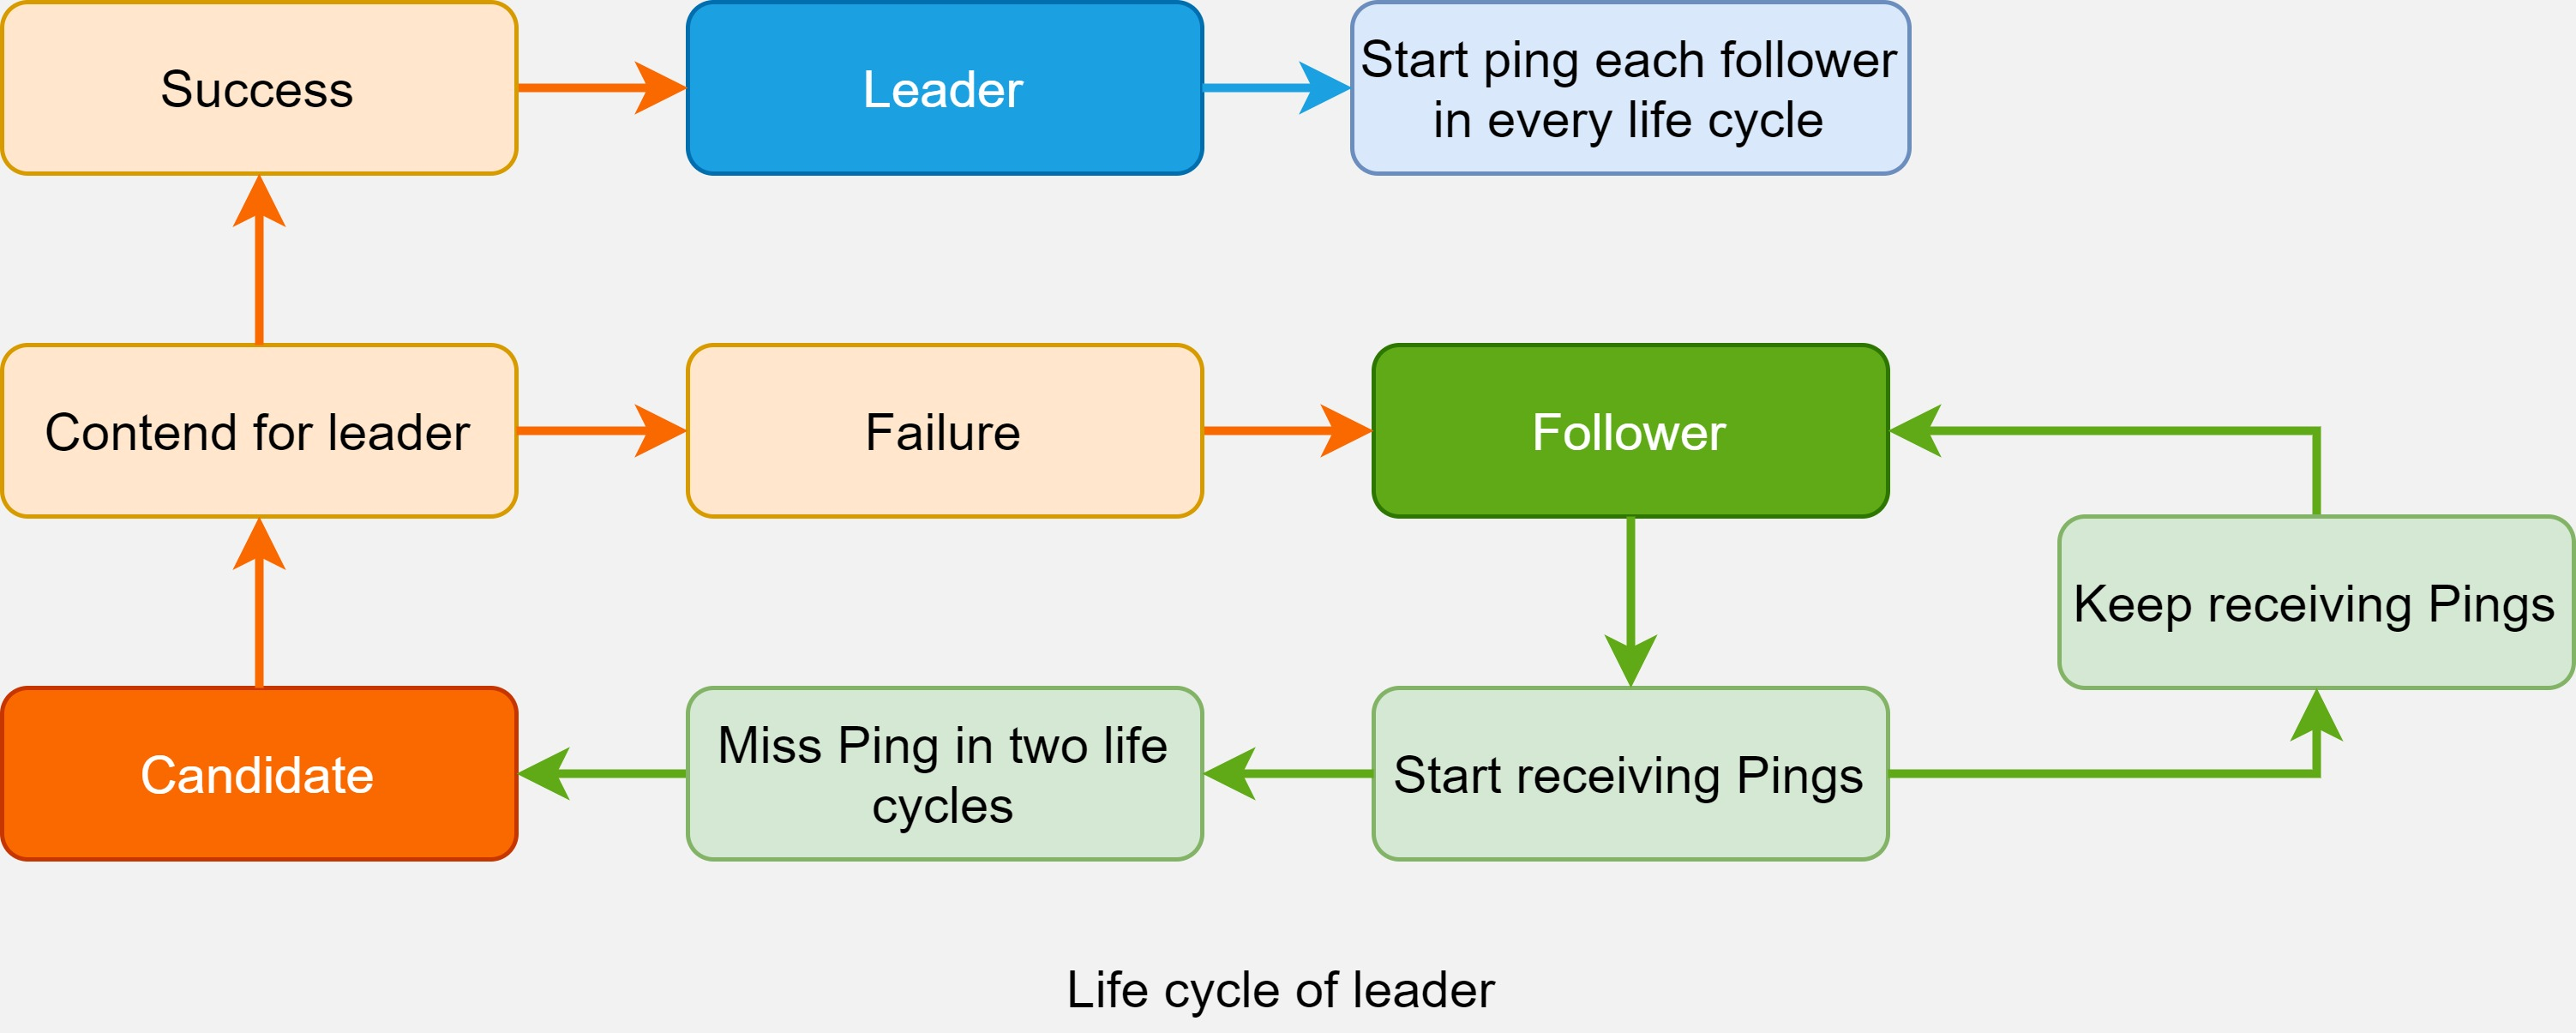 Success
Leader
Start ping each follower
in every life cycle
Contend for leader
Failure
Follower
Keep receiving Pings
Candidate
Miss Ping in two life
cycles
Start receiving Pings
Life cycle of leader